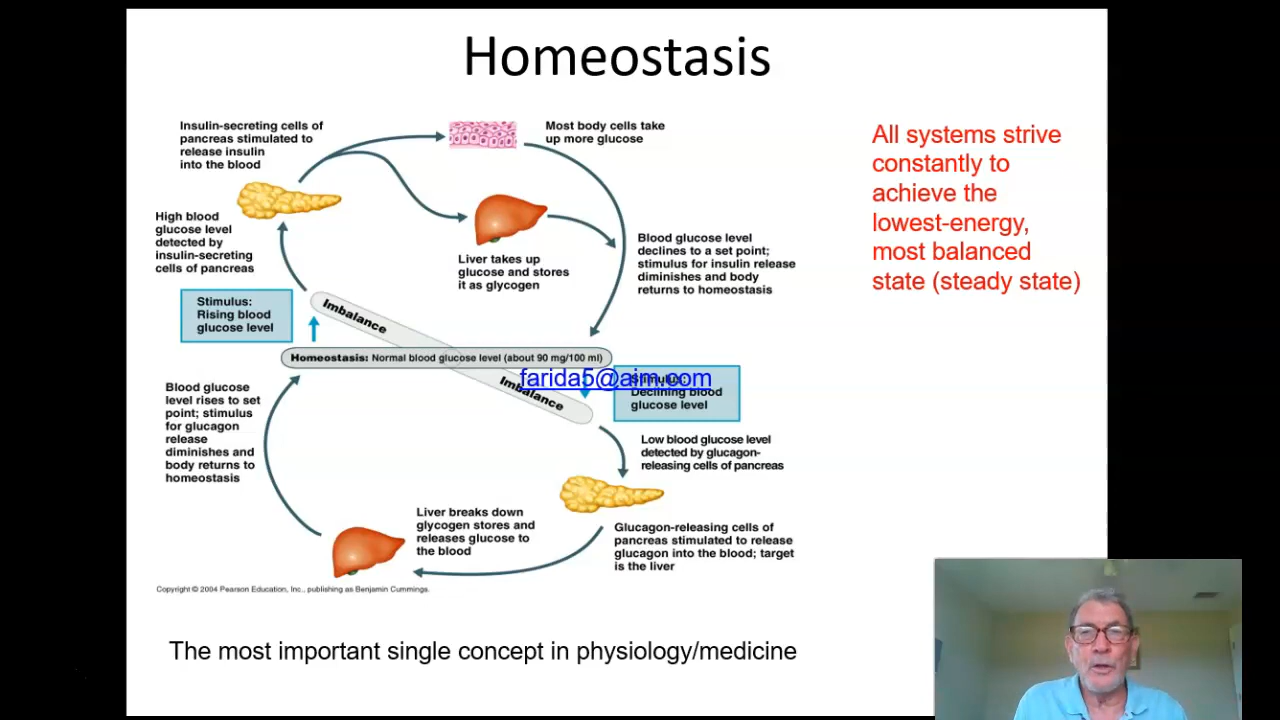 Homeostasis
Insulin-secreting cells of
pancreas stimulated to
release insulin
into the blood
Most body cells take
up more glucose
All systems strive
constantly to
achieve the
lowest-energy,
most balanced
state (steady state)
High blood
glucose level
detected by
insulin-secreting
cells of pancreas
Liver takes up
glucose and stores
it as glycogen
Blood glucose level
declines to a set point;
stimulus for insulin release
diminishes and body
returns to homeostasis
Stimulus:
Rising blood
glucose level
Imbalance
Homeostasis: Normal blood glucose level (about 90 mg/100 ml)
Imbalance
farida5@aim.com
Stimulus:
Declining blood
glucose level
Blood glucose
level rises to set
point; stimulus
for glucagon
release
diminishes and
body returns to
homeostasis
Low blood glucose level
detected by glucagon-
releasing cells of pancreas
Liver breaks down
glycogen stores and
releases glucose to
the blood
Glucagon-releasing cells of
pancreas stimulated to release
glucagon into the blood; target
is the liver
Copyright © 2004 Pearson Education, Inc., publishing as Benjamin Cummings.
The most important single concept in physiology/medicine